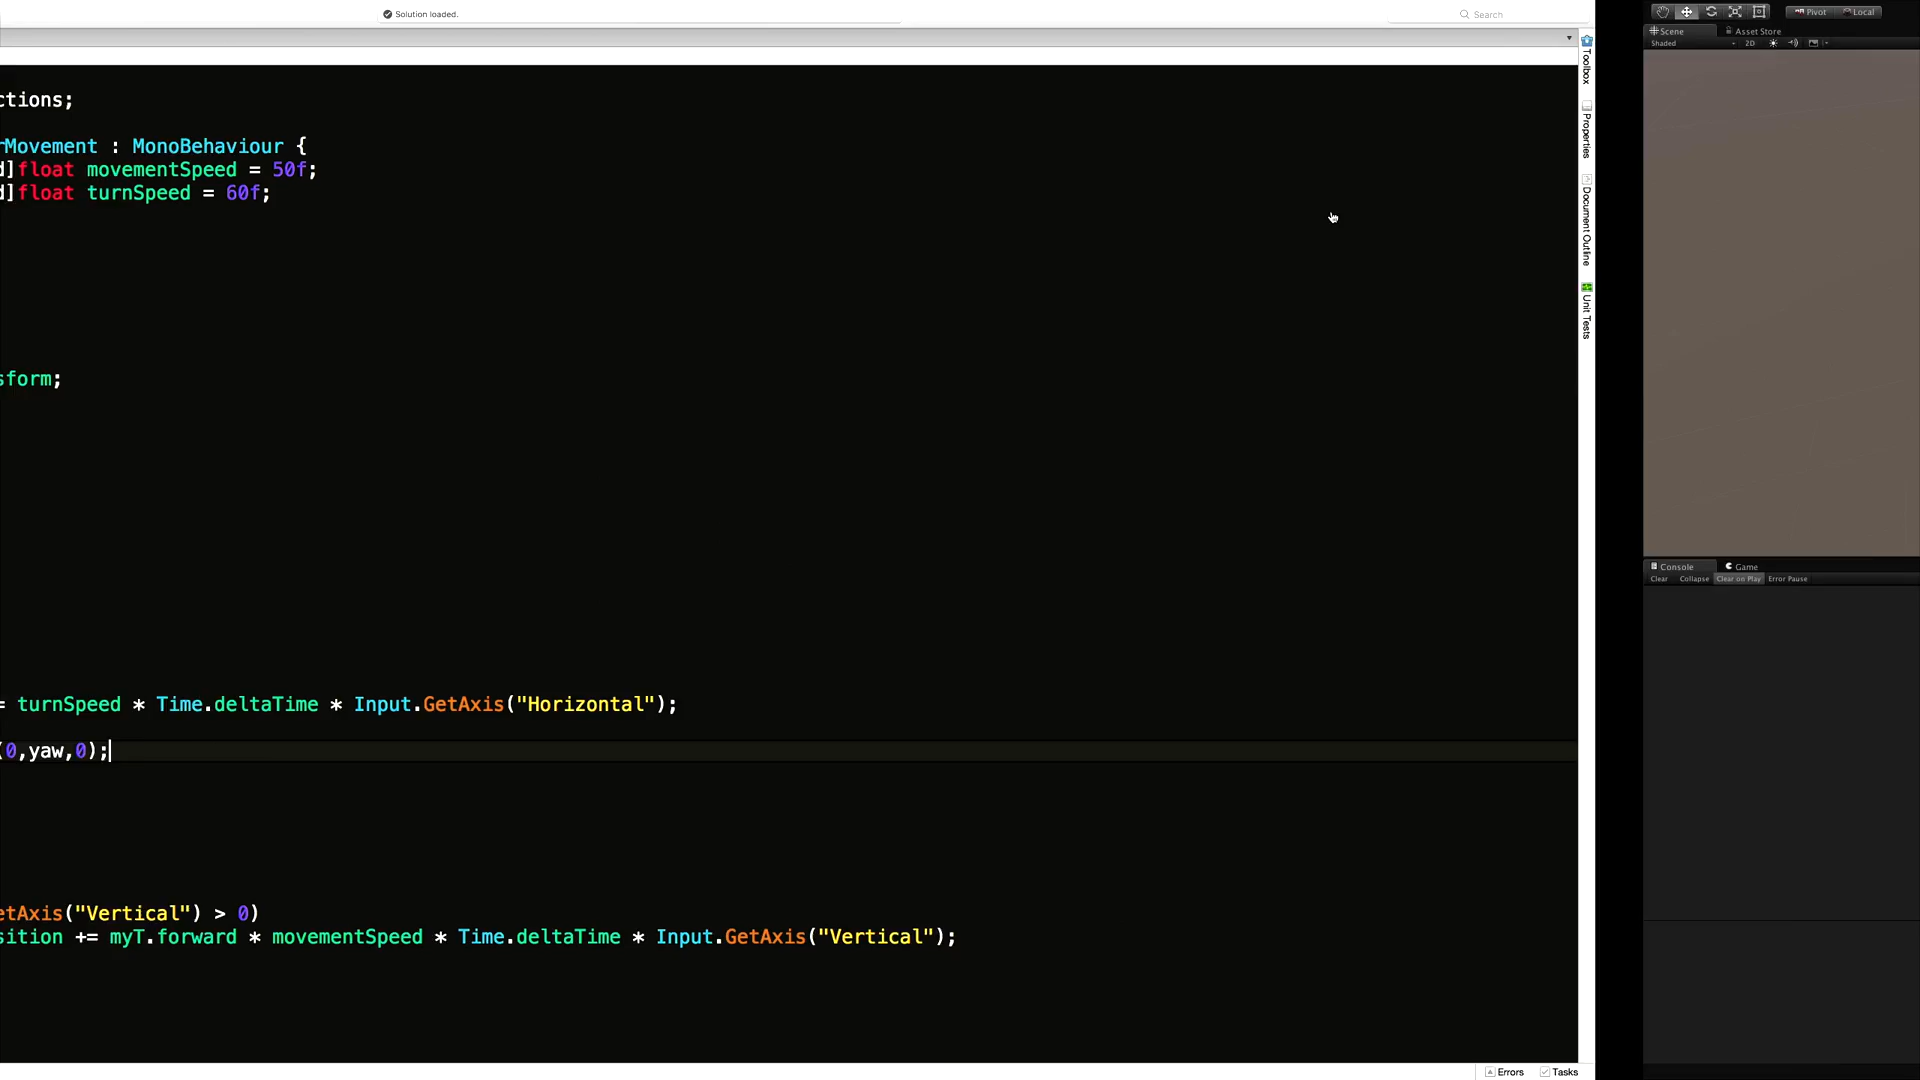 Solution loaded.
Search
Pivot
Local
Scene
Asset Store
Shaded
2D
ctions;
rMovement : MonoBehaviour {
d]float movementSpeed = 50f;
d]float turnSpeed = 60f;
sform;
= turnSpeed * Time.deltaTime * Input.GetAxis("Horizontal");
(0,yaw,0);
etAxis("Vertical") > 0)
sition += myT.forward * movementSpeed * Time.deltaTime * Input.GetAxis("Vertical");
Toolbox
Properties
Document Outline
Unit Tests
Console
Game
Clear
Collapse
Clear on Play
Error Pause
Errors
Tasks